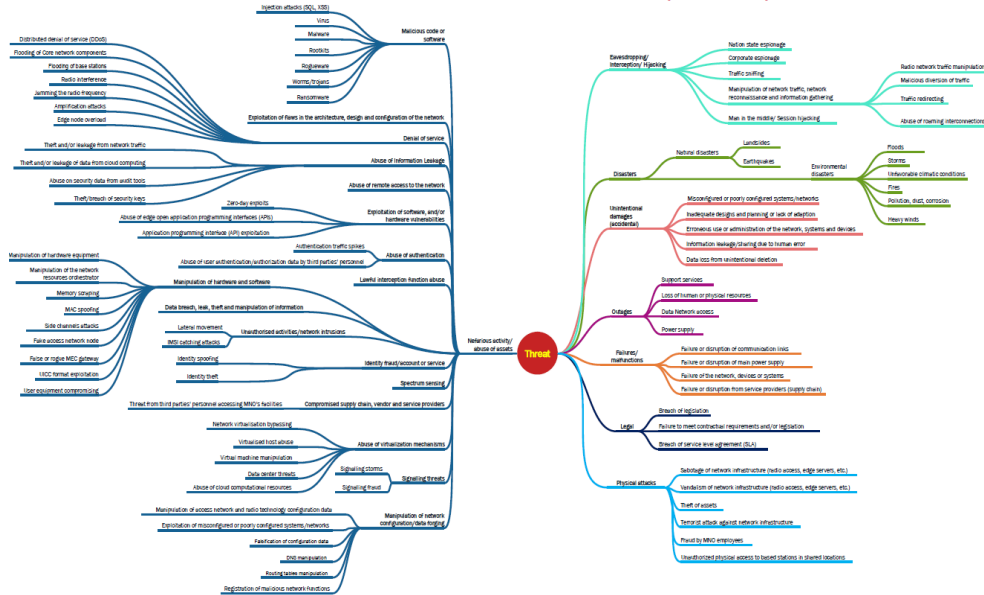 Injection attacks (SQL, XSS)
Virus
Malware
Rootkits
Rogueware
Worms/trojans
Ransomware
Malicious code or
software
Exploitation of flaws in the architecture, design and configuration of the network
Distributed denial of service (DDoS)
Flooding of Core network components
Flooding of base stations
Radio interference
Jamming the radio frequency
Amplification attacks
Edge node overload
Denial of service
Theft and/or leakage from network traffic
Theft and/or leakage of data from cloud computing
Abuse on security data from audit tools
Theft/breach of security keys
Abuse of Information Leakage
Abuse of remote access to the network
Zero-day exploits
Abuse of edge open application programming interfaces (APIs)
Application programming interface (API) exploitation
Exploitation of software, and/or
hardware vulnerabilities
Authentication traffic spikes
Abuse of user authentication/authorization data by third parties' personnel
Abuse of authentication
Lawful interception function abuse
Manipulation of hardware equipment
Manipulation of the network
resources orchestrator
Memory scraping
MAC spoofing
Side channels attacks
Fake access network node
False or rogue MEC gateway
UICC format exploitation
User equipment compromising
Manipulation of hardware and software
Data breach, leak, theft and manipulation of information
Lateral movement
IMSI catching attacks
Unauthorised activities/network intrusions
Identity spoofing
Identity theft
Identity fraud/account or service
Spectrum sensing
Threat from third parties' personnel accessing MNO's facilities
Compromised supply chain, vendor and service providers
Network virtualisation bypassing
Virtualised host abuse
Virtual machine manipulation
Data center threats
Abuse of cloud computational resources
Abuse of virtualization mechanisms
Signalling storms
Signalling fraud
Signalling threats
Manipulation of access network and radio technology configuration data
Exploitation of misconfigured or poorly configured systems/networks
Falsification of configuration data
DNS manipulation
Routing tables manipulation
Registration of malicious network functions
Manipulation of network
configuration/data forging
Nefarious activity/
abuse of assets
Threat
Eavesdropping/
Interception/ Hijacking
Nation state espionage
Corporate espionage
Traffic sniffing
Manipulation of network traffic, network
reconnaissance and information gathering
Man in the middle/ Session hijacking
Radio network traffic manipulation
Malicious diversion of traffic
Traffic redirecting
Abuse of roaming interconnections
Disasters
Natural disasters
Landslides
Earthquakes
Environmental
disasters
Floods
Storms
Unfavorable climatic conditions
Fires
Pollution, dust, corrosion
Heavy winds
Unintentional
damages
(accidental)
Misconfigured or poorly configured systems/networks
Inadequate designs and planning or lack of adaption
Erroneous use or administration of the network, systems and devices
Information leakage/sharing due to human error
Data loss from unintentional deletion
Outages
Support services
Loss of human or physical resources
Data Network access
Power supply
Failures/
malfunctions
Failure or disruption of communication links
Failure or disruption of main power supply
Failure of the network, devices or systems
Failure or disruption from service providers (supply chain)
Legal
Breach of legislation
Failure to meet contractual requirements and/or legislation
Breach of service level agreement (SLA)
Physical attacks
Sabotage of network infrastructure (radio access, edge servers, etc.)
Vandalism of network infrastructure (radio access, edge servers, etc.)
Theft of assets
Terrorist attack against network infrastructure
Fraud by MNO employees
Unauthorized physical access to based stations in shared locations